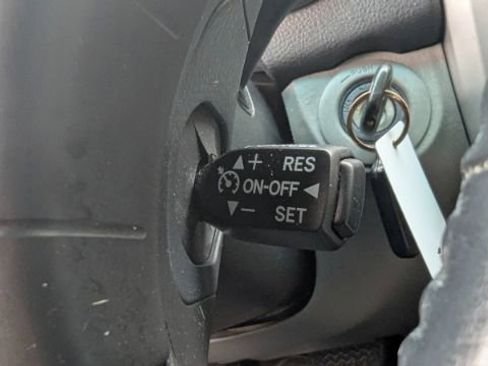 ▲+ RES
ON-OFF ◀
▼− SET